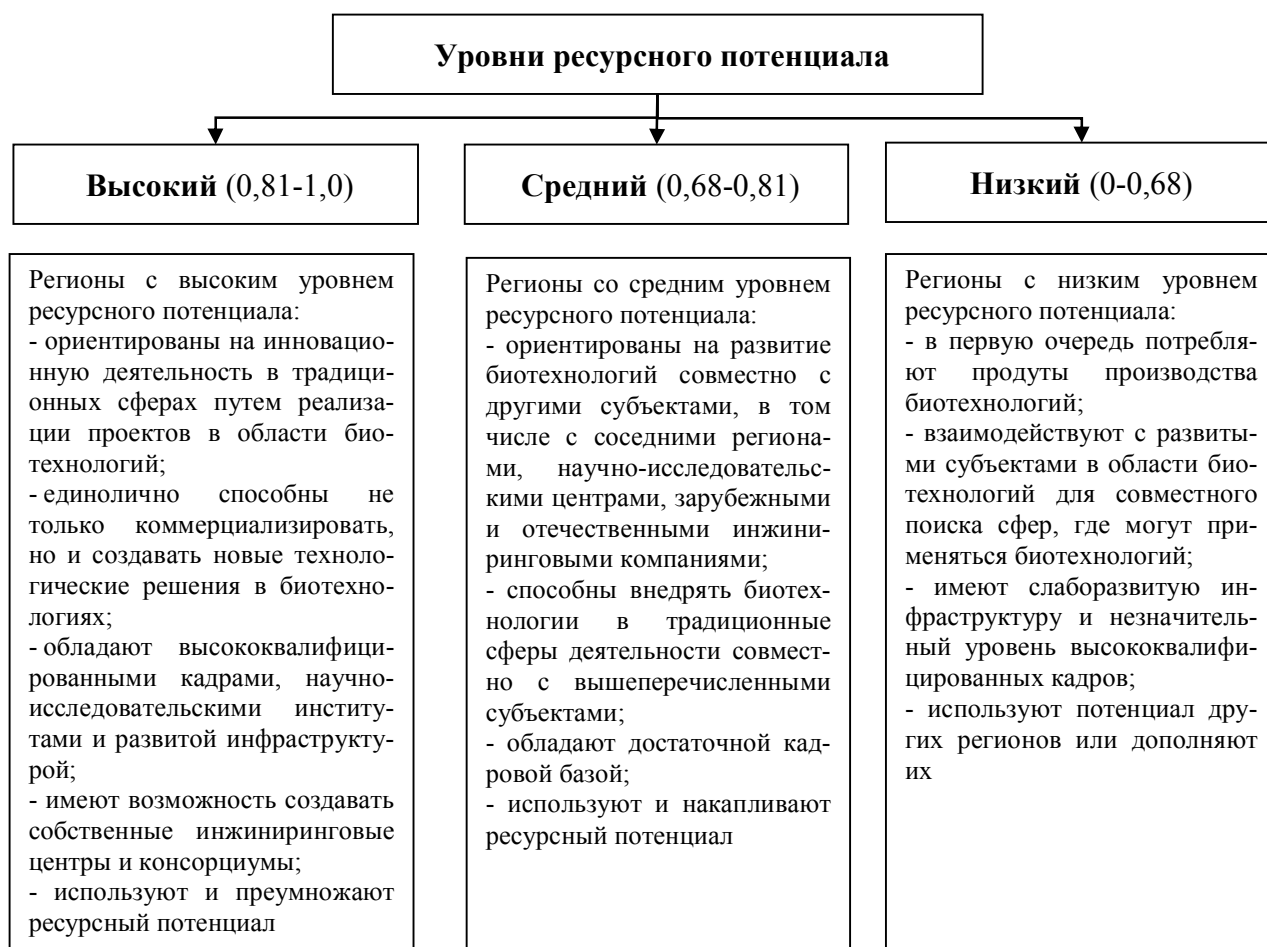 Уровни ресурсного потенциала
Высокий (0,81-1,0)
Средний (0,68-0,81)
Низкий (0-0,68)
Регионы с высоким уровнем
ресурсного потенциала:
- ориентированы на инновацио-
нную деятельность в традици-
онных сферах путем реализа-
ции проектов в области био-
технологий;
- единолично способны не
только коммерциализировать,
но и создавать новые техноло-
гические решения в биотехно-
логиях;
- обладают высококвалифици-
рованными кадрами, научно-
исследовательскими институ-
тами и развитой инфраструкту-
рой;
- имеют возможность создавать
собственные инжиниринговые
центры и консорциумы;
- используют и преумножают
ресурсный потенциал
Регионы со средним уровнем
ресурсного потенциала:
- ориентированы на развитие
биотехнологий совместно с
другими субъектами, в том
числе с соседними региона-
ми, научно-исследовательс-
кими центрами, зарубежными
и отечественными инжини-
ринговыми компаниями;
- способны внедрять биотех-
нологии в традиционные
сферы деятельности совмест-
но с вышеперечисленными
субъектами;
- обладают достаточной кад-
ровой базой;
- используют и накапливают
ресурсный потенциал
Регионы с низким уровнем
ресурсного потенциала:
- в первую очередь потребля-
ют продуты производства
биотехнологий;
- взаимодействуют с развиты-
ми субъектами в области био-
технологий для совместного
поиска сфер, где могут при-
меняться биотехнологий;
- имеют слаборазвитую ин-
фраструктуру и незначитель-
ный уровень высококвалифи-
цированных кадров;
- используют потенциал дру-
гих регионов или дополняют
их